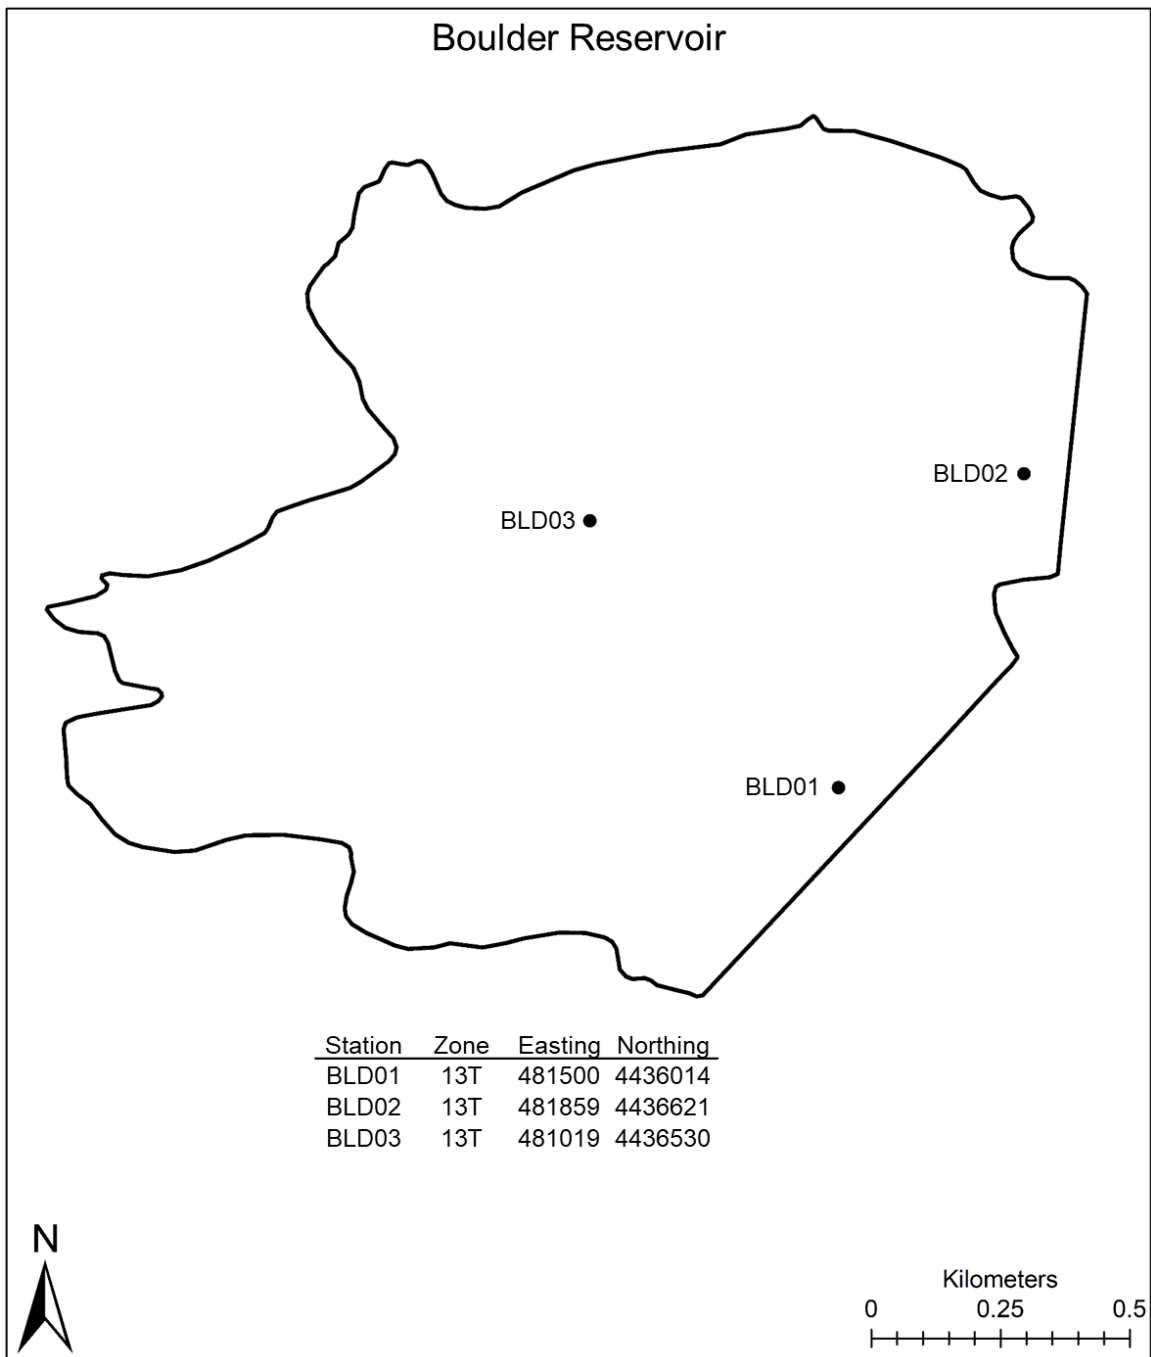 Boulder Reservoir
BLD02
BLD03
BLD01
Station Zone Easting Northing
BLD01 13T 481500 4436014
BLD02 13T 481859 4436621
BLD03 13T 481019 4436530
N
Kilometers
0 0.25 0.5